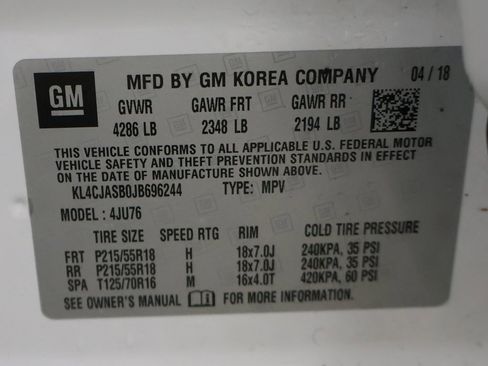 GM
MFD BY GM KOREA COMPANY 04 / 18
GVWR GAWR FRT GAWR RR
4286 LB 2348 LB 2194 LB
THIS VEHICLE CONFORMS TO ALL APPLICABLE U.S. FEDERAL MOTOR
VEHICLE SAFETY AND THEFT PREVENTION STANDARDS IN EFFECT
ON THE DATE OF MANUFACTURE SHOWN ABOVE.
KL4CJASB0JB696244 TYPE: MPV
MODEL : 4JU76
TIRE SIZE SPEED RTG RIM COLD TIRE PRESSURE
FRT P215/55R18 H 18x7.0J 240KPA, 35 PSI
RR P215/55R18 H 18x7.0J 240KPA, 35 PSI
SPA T125/70R16 M 16x4.0T 420KPA, 60 PSI
SEE OWNER'S MANUAL FOR MORE INFORMATION.